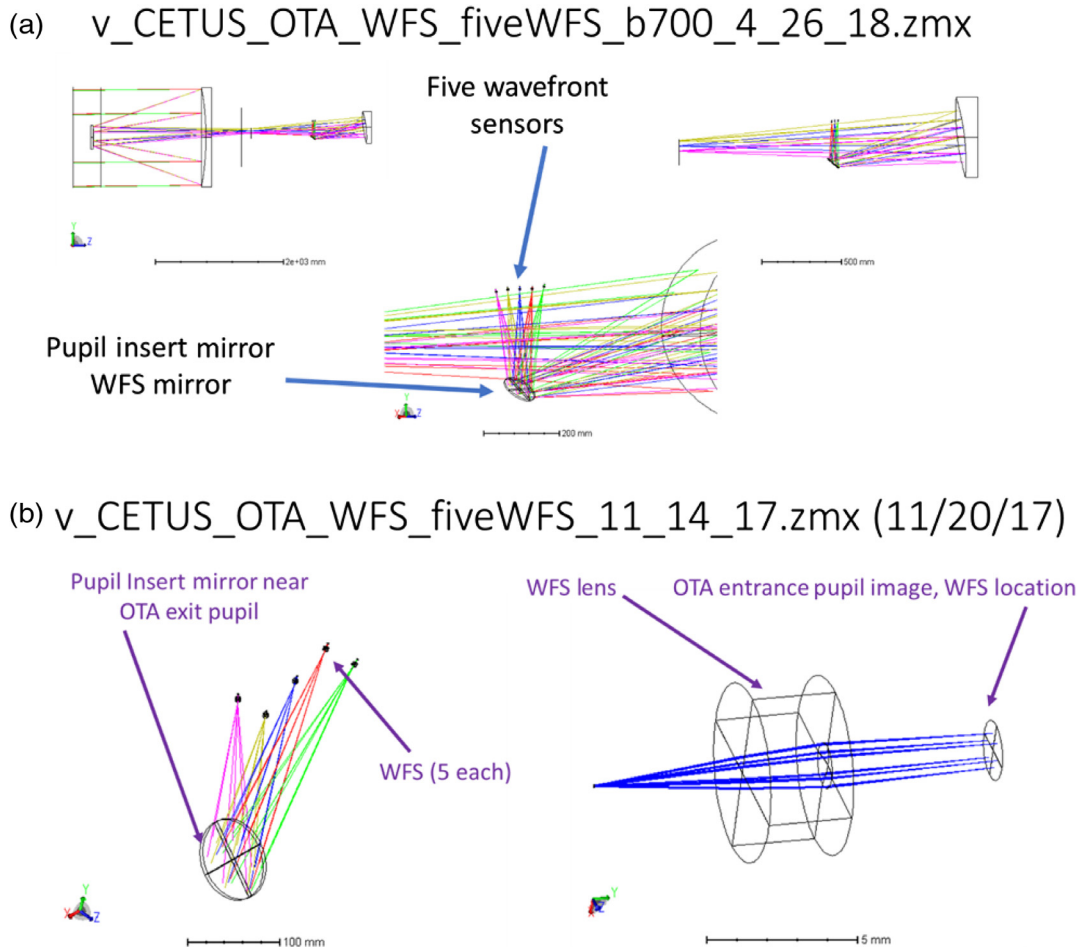 (a) v_CETUS_OTA_WFS_fiveWFS_b700_4_26_18.zmx
Five wavefront
sensors
Y
Z
2e+03 mm
500 mm
Pupil insert mirror
WFS mirror
Y
X
Z
200 mm
(b) v_CETUS_OTA_WFS_fiveWFS_11_14_17.zmx (11/20/17)
Pupil Insert mirror near
OTA exit pupil
WFS (5 each)
Y
X
Z
100 mm
WFS lens
OTA entrance pupil image, WFS location
Y
5 mm